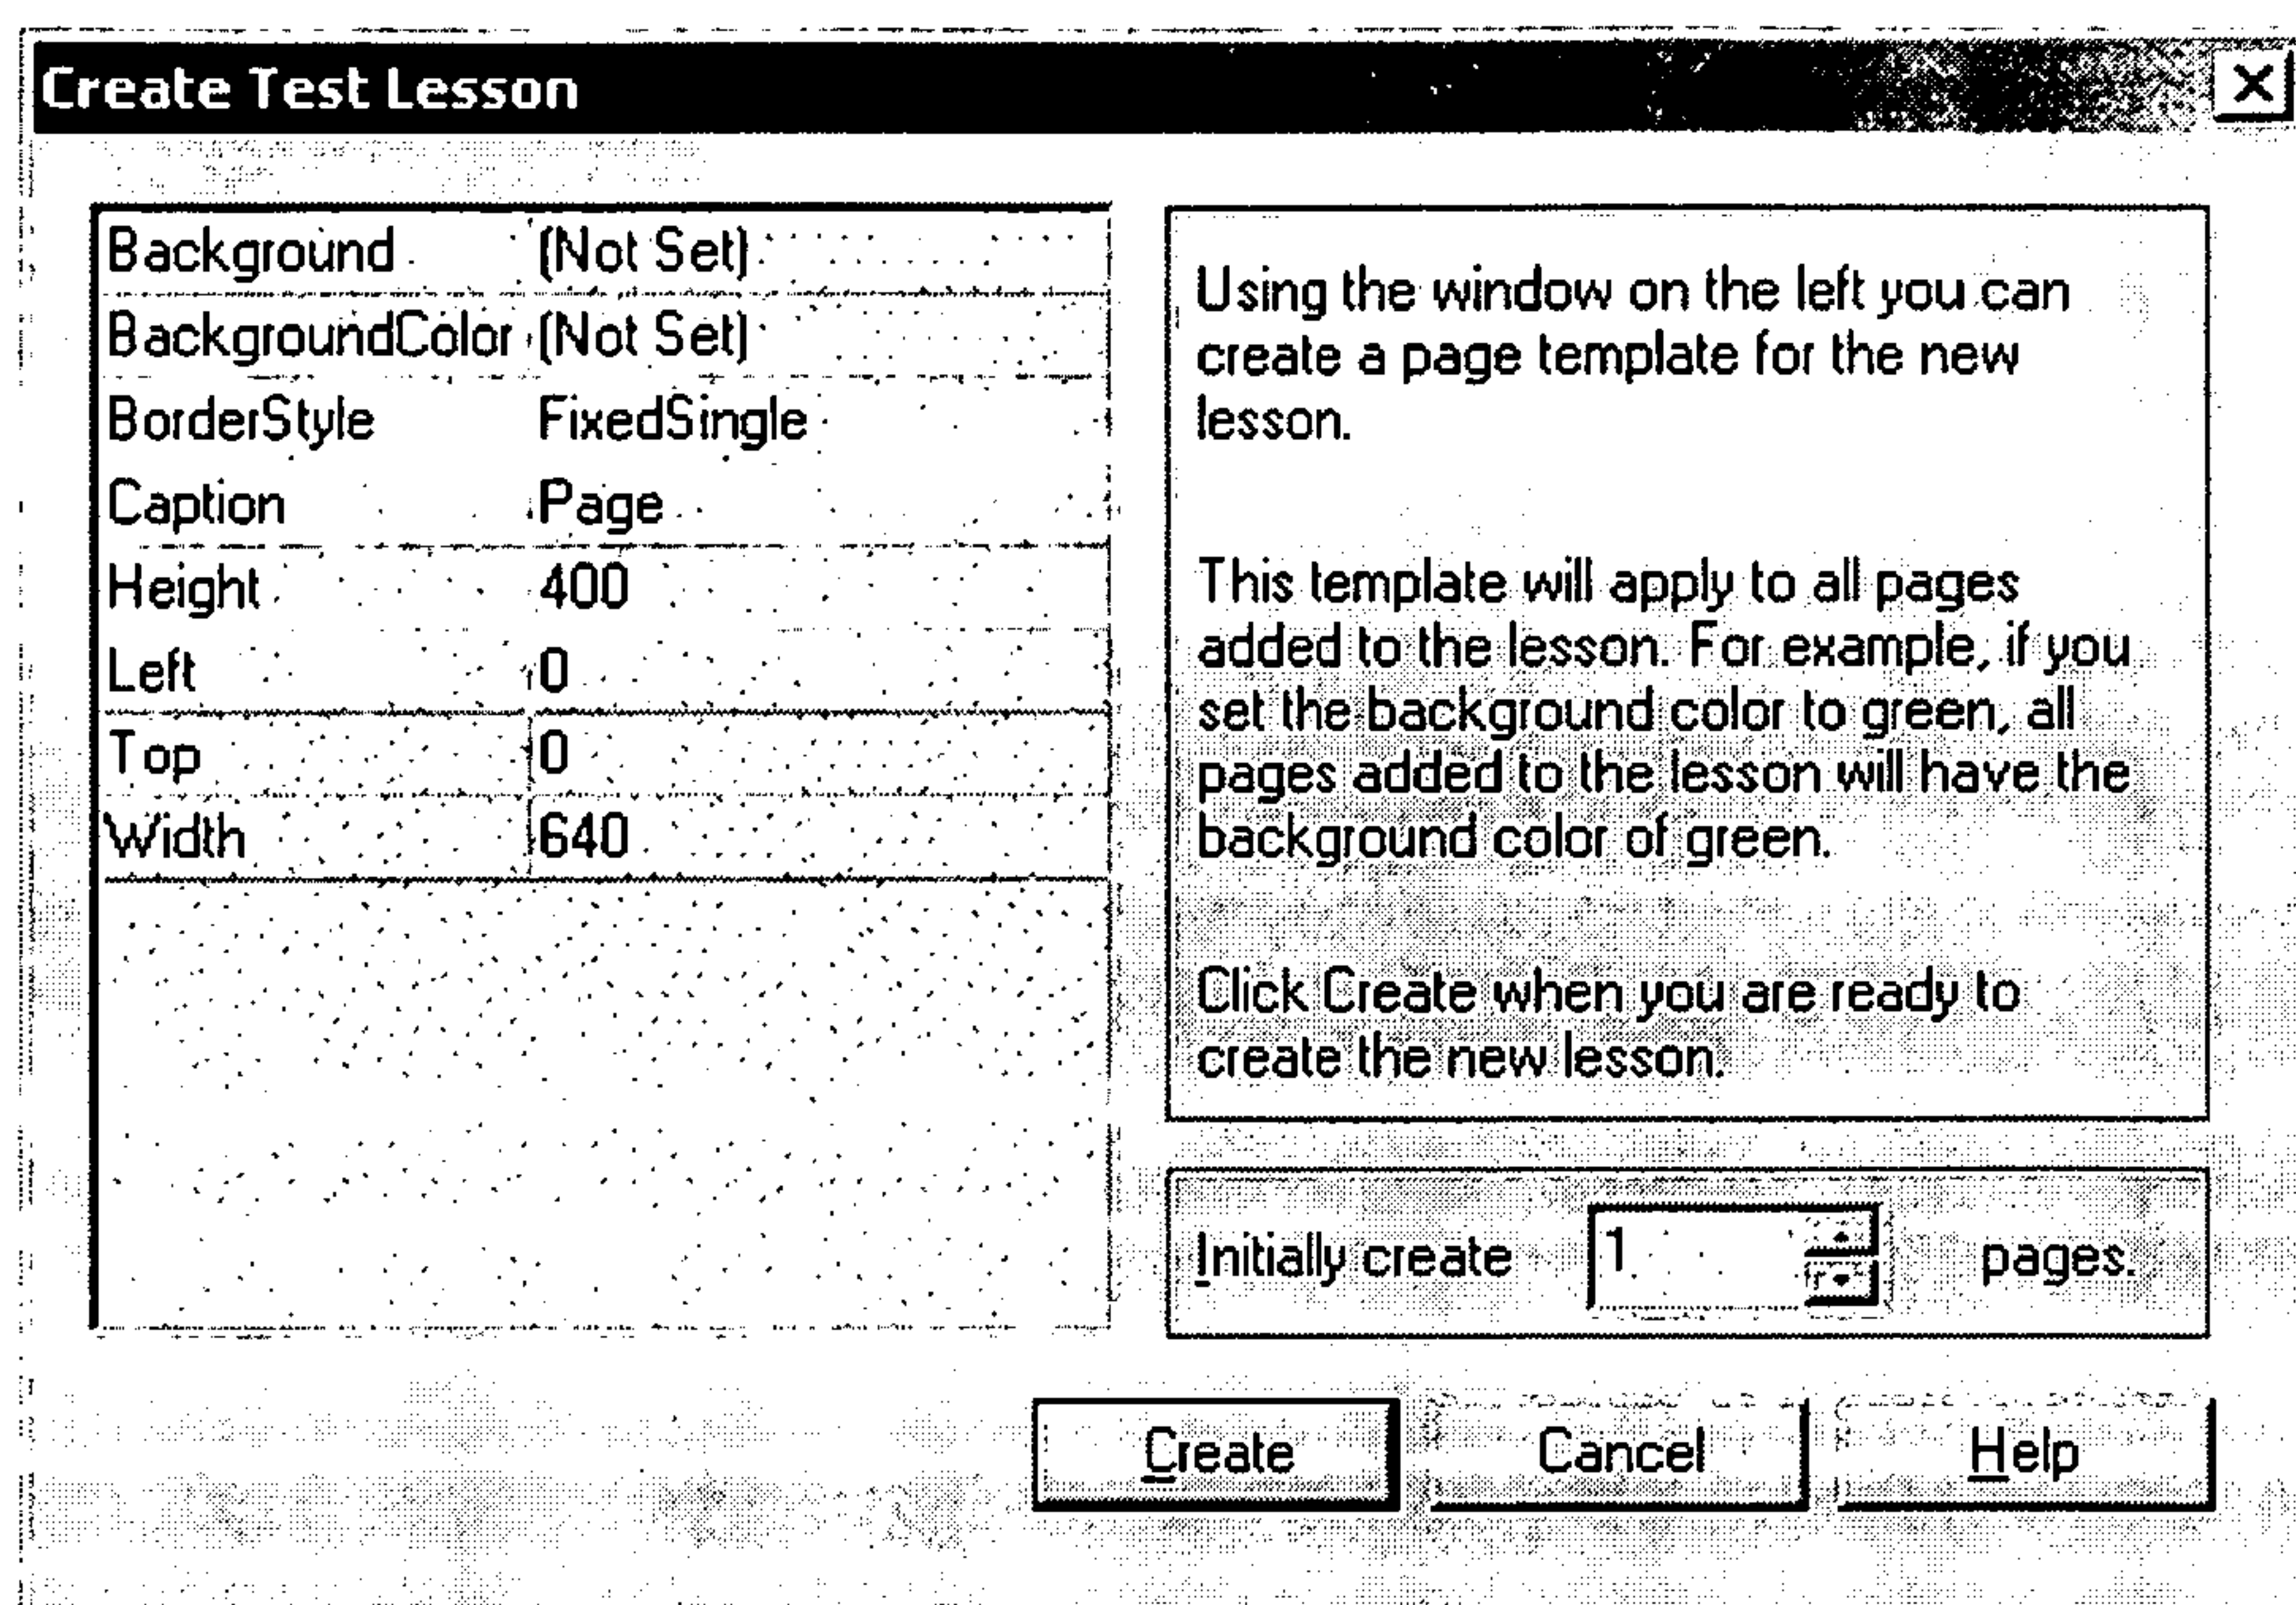 Create Test Lesson
Background (Not Set)
BackgroundColor (Not Set)
BorderStyle FixedSingle
Caption Page
Height 400
Left 0
Top 0
Width 640
Using the window on the left you can
create a page template for the new
lesson.
This template will apply to all pages
added to the lesson. For example, if you
set the background color to green, all
pages added to the lesson will have the
background color of green.
Click Create when you are ready to
create the new lesson.
Initially create 1 pages.
Create Cancel Help